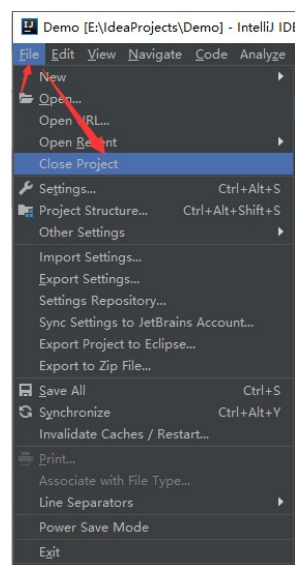 Demo [E:\IdeaProjects\Demo] - IntelliJ IDE
File Edit View Navigate Code Analyze
New
Open...
Open URL...
Open Recent
Close Project
Settings... Ctrl+Alt+S
Project Structure... Ctrl+Alt+Shift+S
Other Settings
Import Settings...
Export Settings...
Settings Repository...
Sync Settings to JetBrains Account...
Export Project to Eclipse...
Export to Zip File...
Save All Ctrl+S
Synchronize Ctrl+Alt+Y
Invalidate Caches / Restart...
Print...
Associate with File Type...
Line Separators
Power Save Mode
Exit